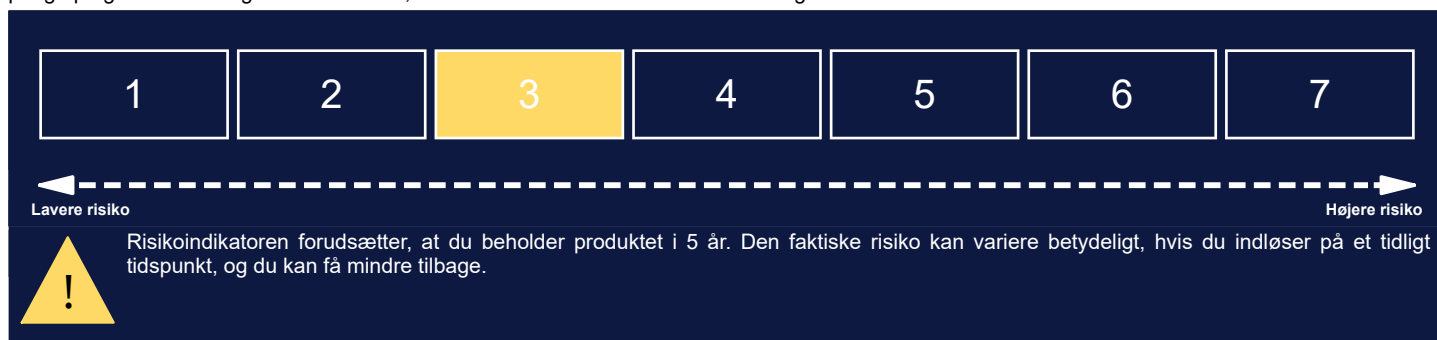 1 2 3 4 5 6 7
Lavere risiko Højere risiko
Risikoindikatoren forudsætter, at du beholder produktet i 5 år. Den faktiske risiko kan variere betydeligt, hvis du indløser på et tidligt
tidspunkt, og du kan få mindre tilbage.
!